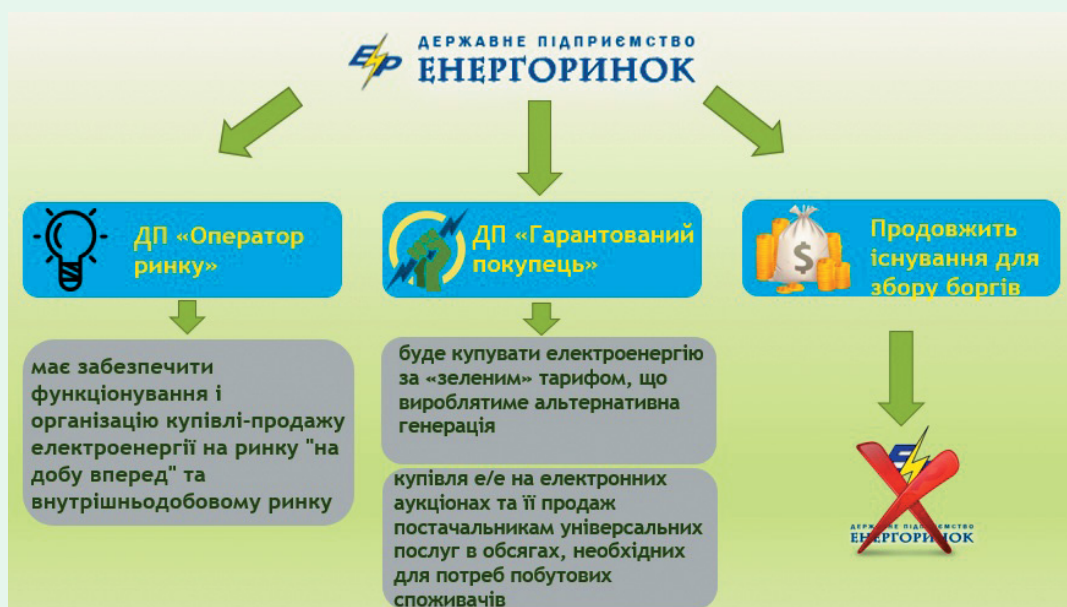 ДЕРЖАВНЕ ПІДПРИЄМСТВО
ЕНЕРГОРИНОК
ДП «Оператор
ринку»
ДП «Гарантований
покупець»
Продовжить
існування для
збору боргів
має забезпечити
функціонування і
організацію купівлі-продажу
електроенергії на ринку "на
добу вперед" та
внутрішньодобовому ринку
буде купувати електроенергію
за «зеленим» тарифом, що
вироблятиме альтернативна
генерація
купівля е/е на електронних
аукціонах та її продаж
постачальникам універсальних
послуг в обсягах, необхідних
для потреб побутових
споживачів
ДЕРЖАВНЕ ПІДПРИЄМСТВО
ЕНЕРГОРИНОК